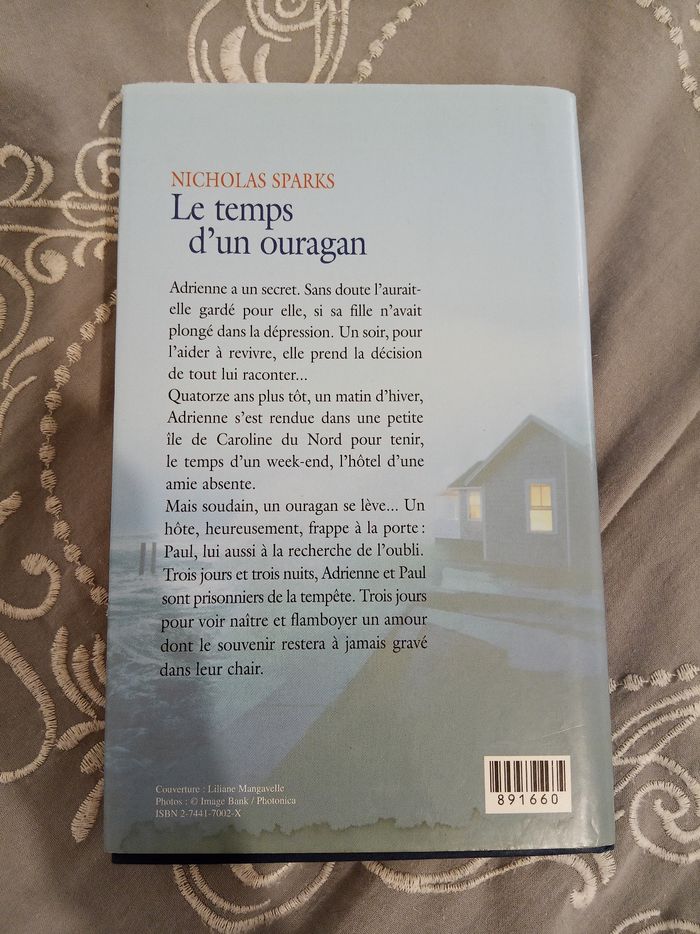 NICHOLAS SPARKS
Le temps
d'un ouragan
Adrienne a un secret. Sans doute l'aurait-
elle gardé pour elle, si sa fille n'avait
plongé dans la dépression. Un soir, pour
l'aider à revivre, elle prend la décision
de tout lui raconter...
Quatorze ans plus tôt, un matin d'hiver,
Adrienne s'est rendue dans une petite
île de Caroline du Nord pour tenir,
le temps d'un week-end, l'hôtel d'une
amie absente.
Mais soudain, un ouragan se lève... Un
hôte, heureusement, frappe à la porte :
Paul, lui aussi à la recherche de l'oubli.
Trois jours et trois nuits, Adrienne et Paul
sont prisonniers de la tempête. Trois jours
pour voir naître et flamboyer un amour
dont le souvenir restera à jamais gravé
dans leur chair.
Couverture : Liliane Mangavelle
Photos : © Image Bank / Photonica
ISBN 2-7441-7002-X
891660